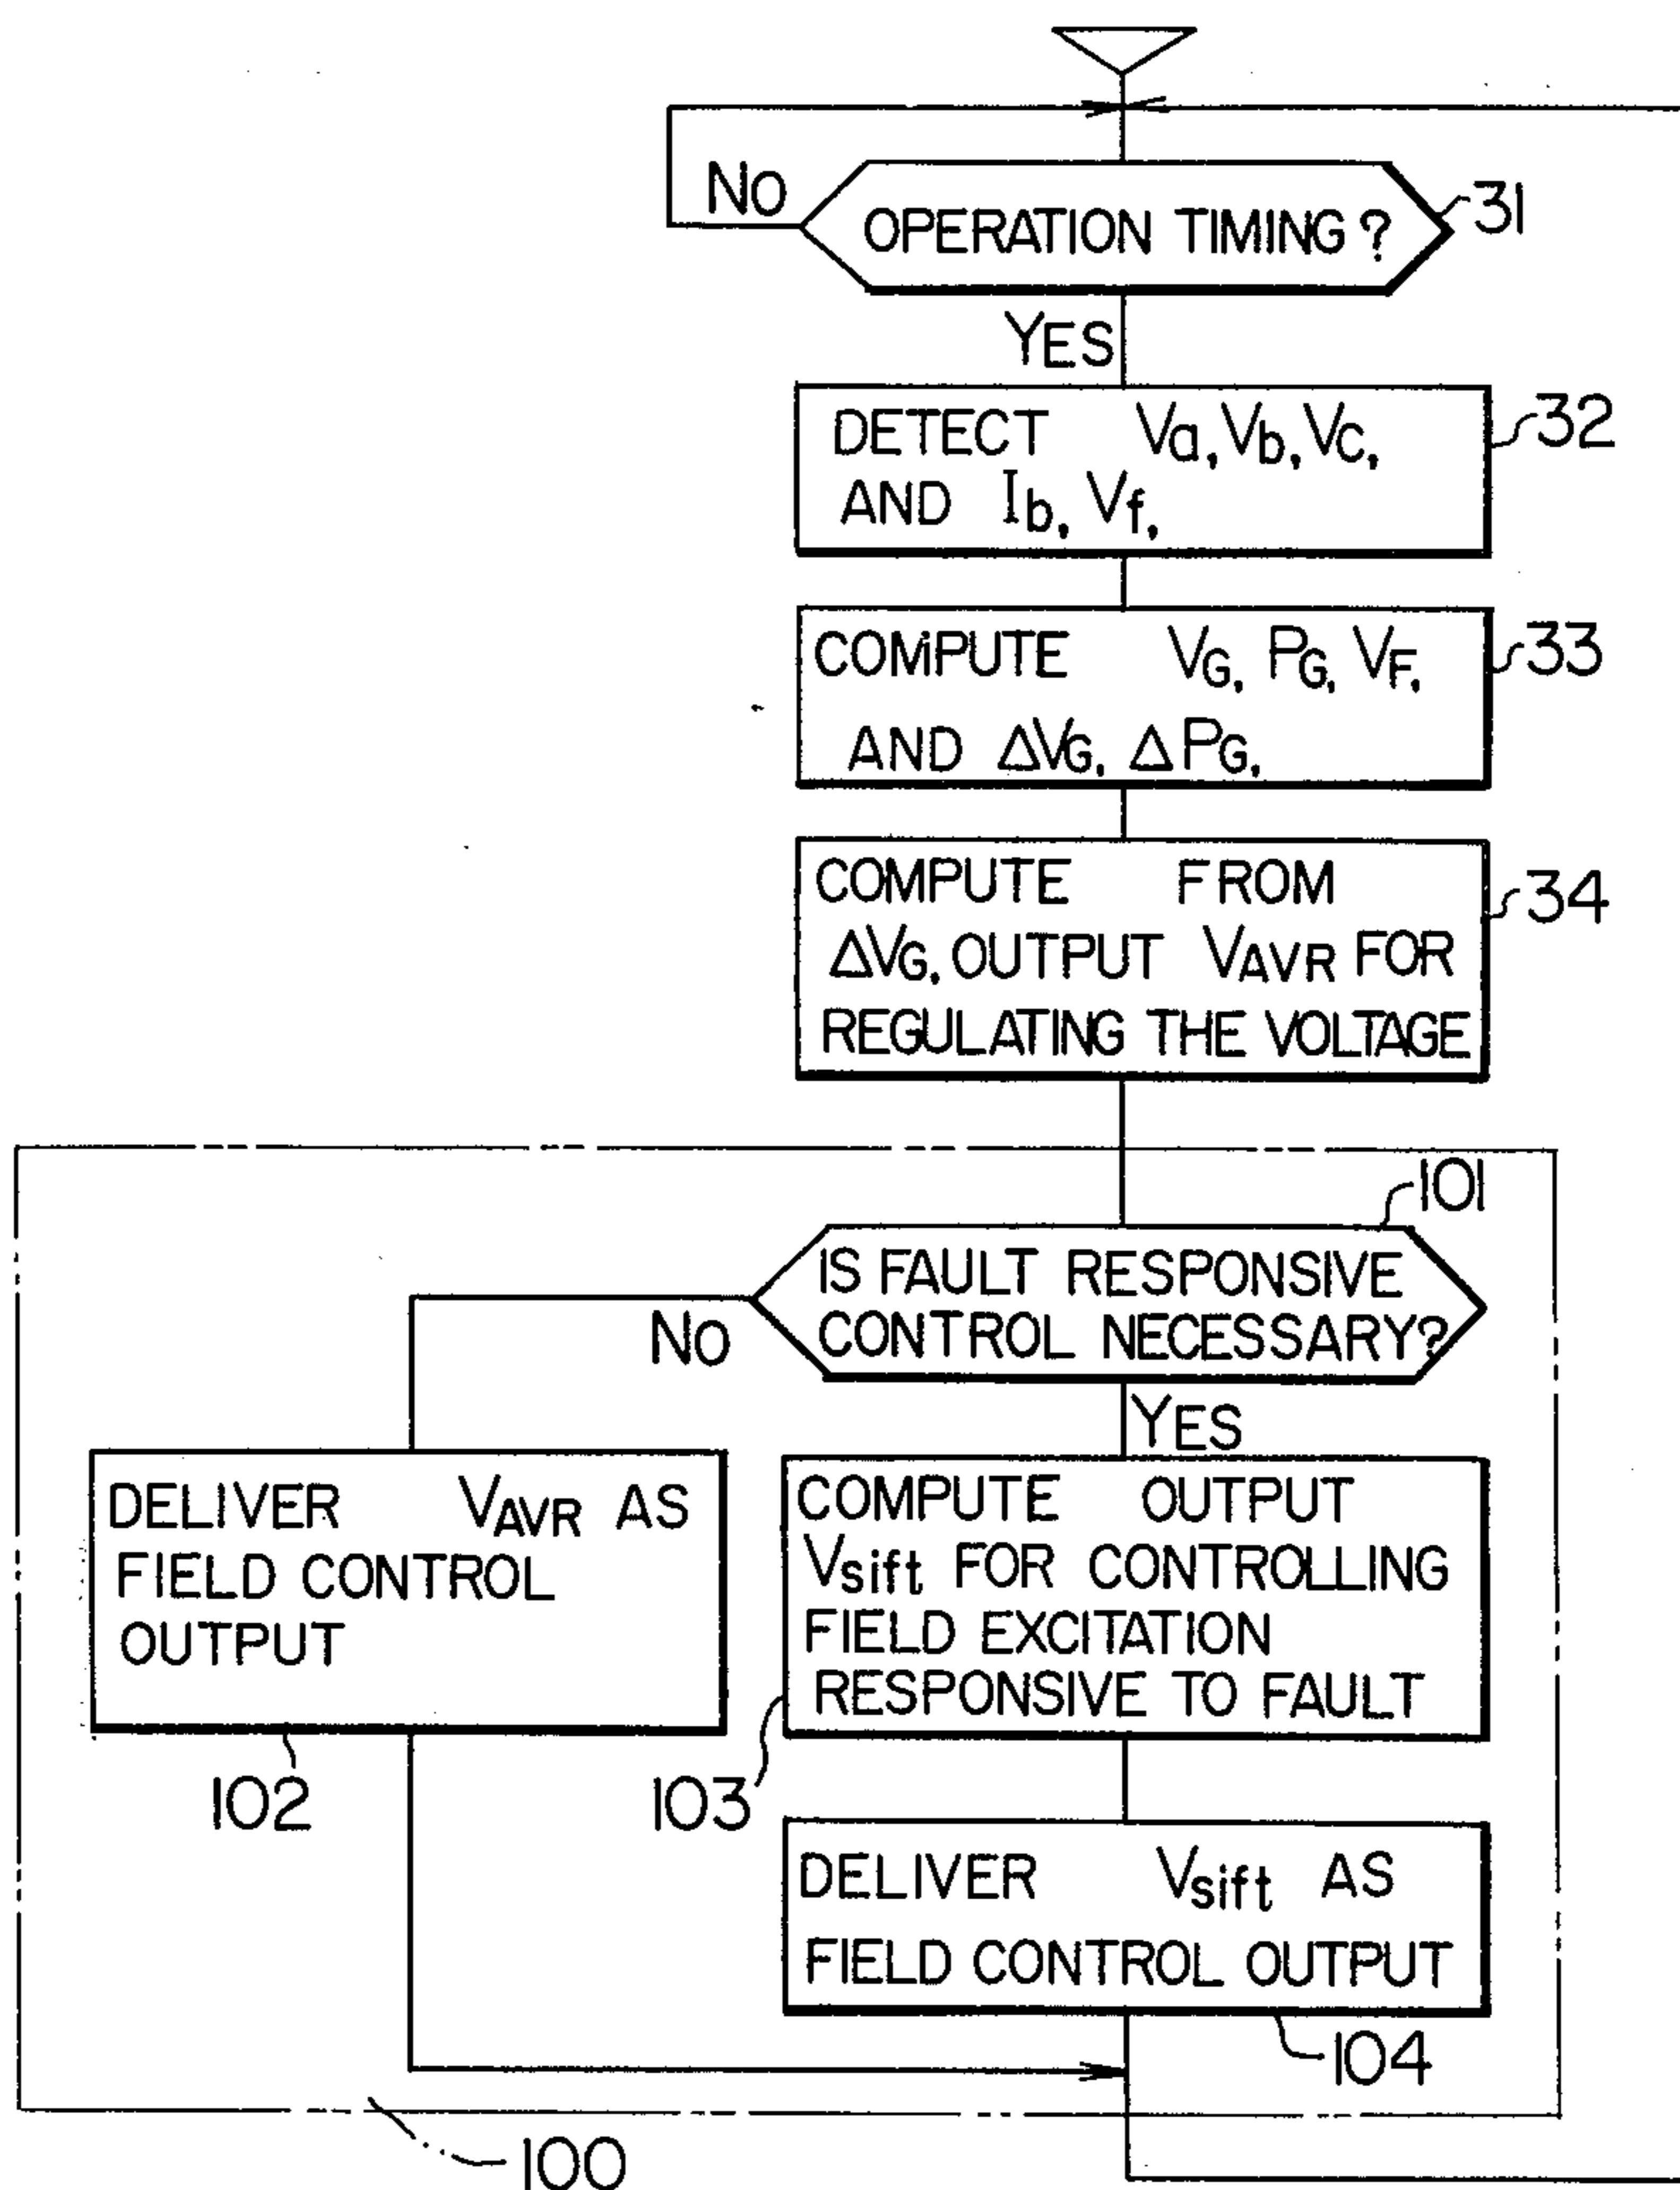 NO
OPERATION TIMING?
31
YES
DETECT Va, Vb, Vc,
AND Ib, Vf,
32
COMPUTE VG, PG, VF,
AND ΔVG, ΔPG,
33
COMPUTE FROM
ΔVG, OUTPUT VAVR FOR
REGULATING THE VOLTAGE
34
101
IS FAULT RESPONSIVE
CONTROL NECESSARY?
NO
YES
DELIVER VAVR AS
FIELD CONTROL
OUTPUT
102
COMPUTE OUTPUT
Vsift FOR CONTROLLING
FIELD EXCITATION
RESPONSIVE TO FAULT
103
DELIVER Vsift AS
FIELD CONTROL OUTPUT
104
100